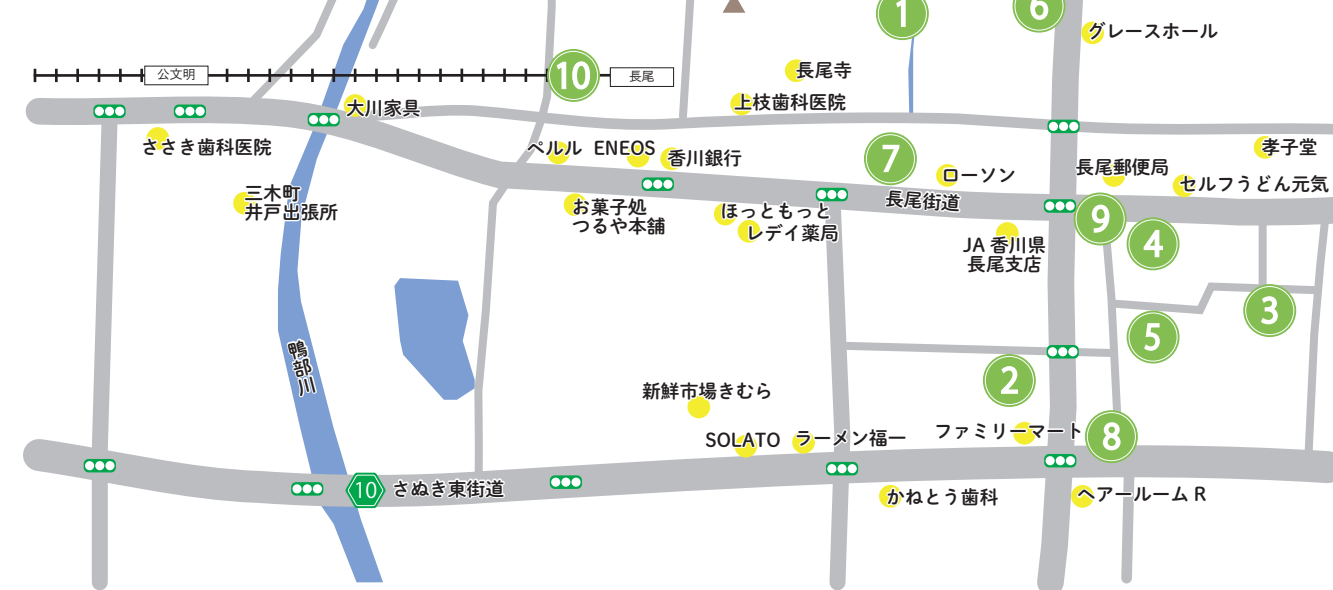 1
6
グレースホール
公文明
10
長尾
長尾寺
大川家具
上枝歯科医院
ささき歯科医院
ペルル
ENEOS
香川銀行
7
ローソン
長尾郵便局
孝子堂
セルフうどん元気
三木町
井戸出張所
お菓子処
つるや本舗
ほっともっと
レデイ薬局
長尾街道
9
4
JA 香川県
長尾支店
3
5
鴨部川
2
新鮮市場きむら
SOLATO
ラーメン福一
ファミリーマート
8
10
さぬき東街道
かねとう歯科
ヘアールーム R